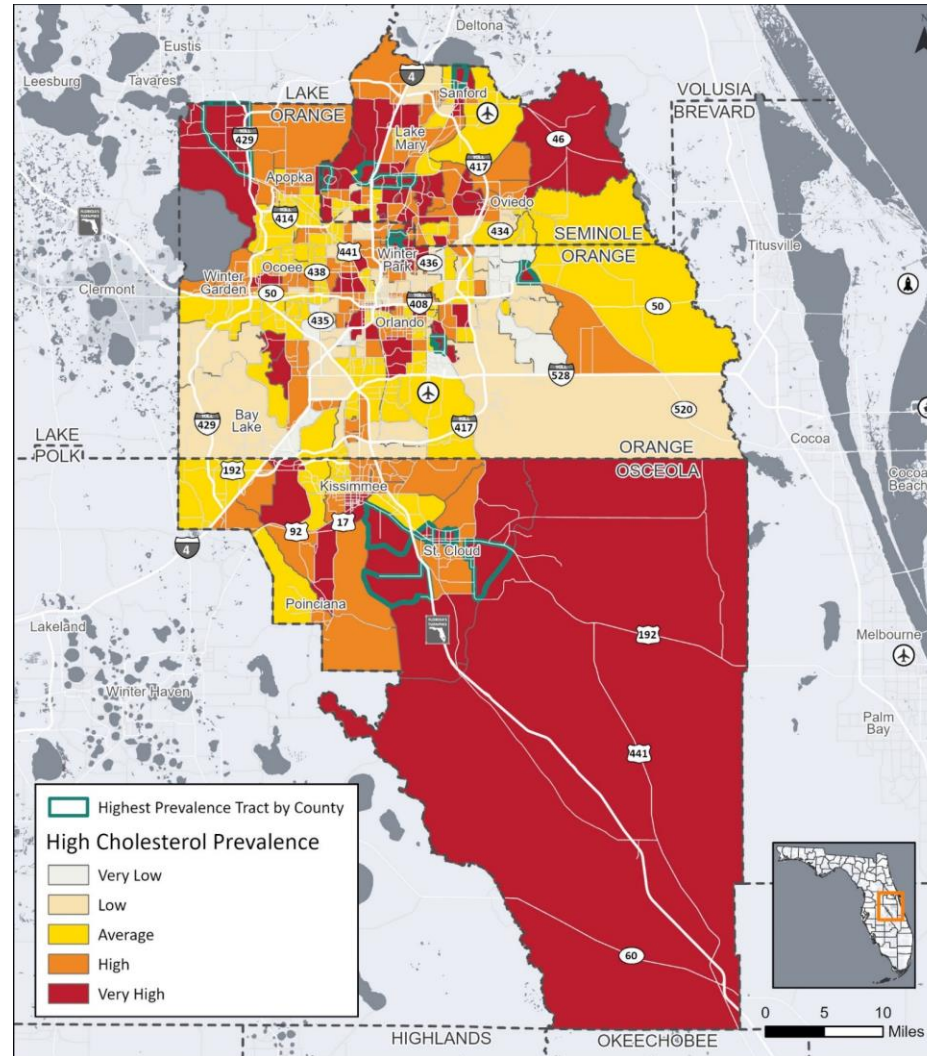 Deltona
Eustis
Leesburg
Tavares
4
Sanford
LAKE
ORANGE
VOLUSIA
BREVARD
429
Lake
Mary
46
Apopka
417
Oviedo
414
434
SEMINOLE
ORANGE
Titusville
441
Winter
Park
436
Ocoee
438
Winter
Garden
50
Clermont
408
50
435
Orlando
528
520
Bay
Lake
429
417
LAKE
POLK
192
ORANGE
OSCEOLA
Cocoa
Cocoa
Beach
Kissimmee
17
92
4
St. Cloud
Poinciana
Lakeland
192
Melbourne
Winter Haven
Palm
Bay
441
Highest Prevalence Tract by County
High Cholesterol Prevalence
Very Low
Low
Average
High
Very High
60
0 5 10
Miles
HIGHLANDS
OKEECHOBEE